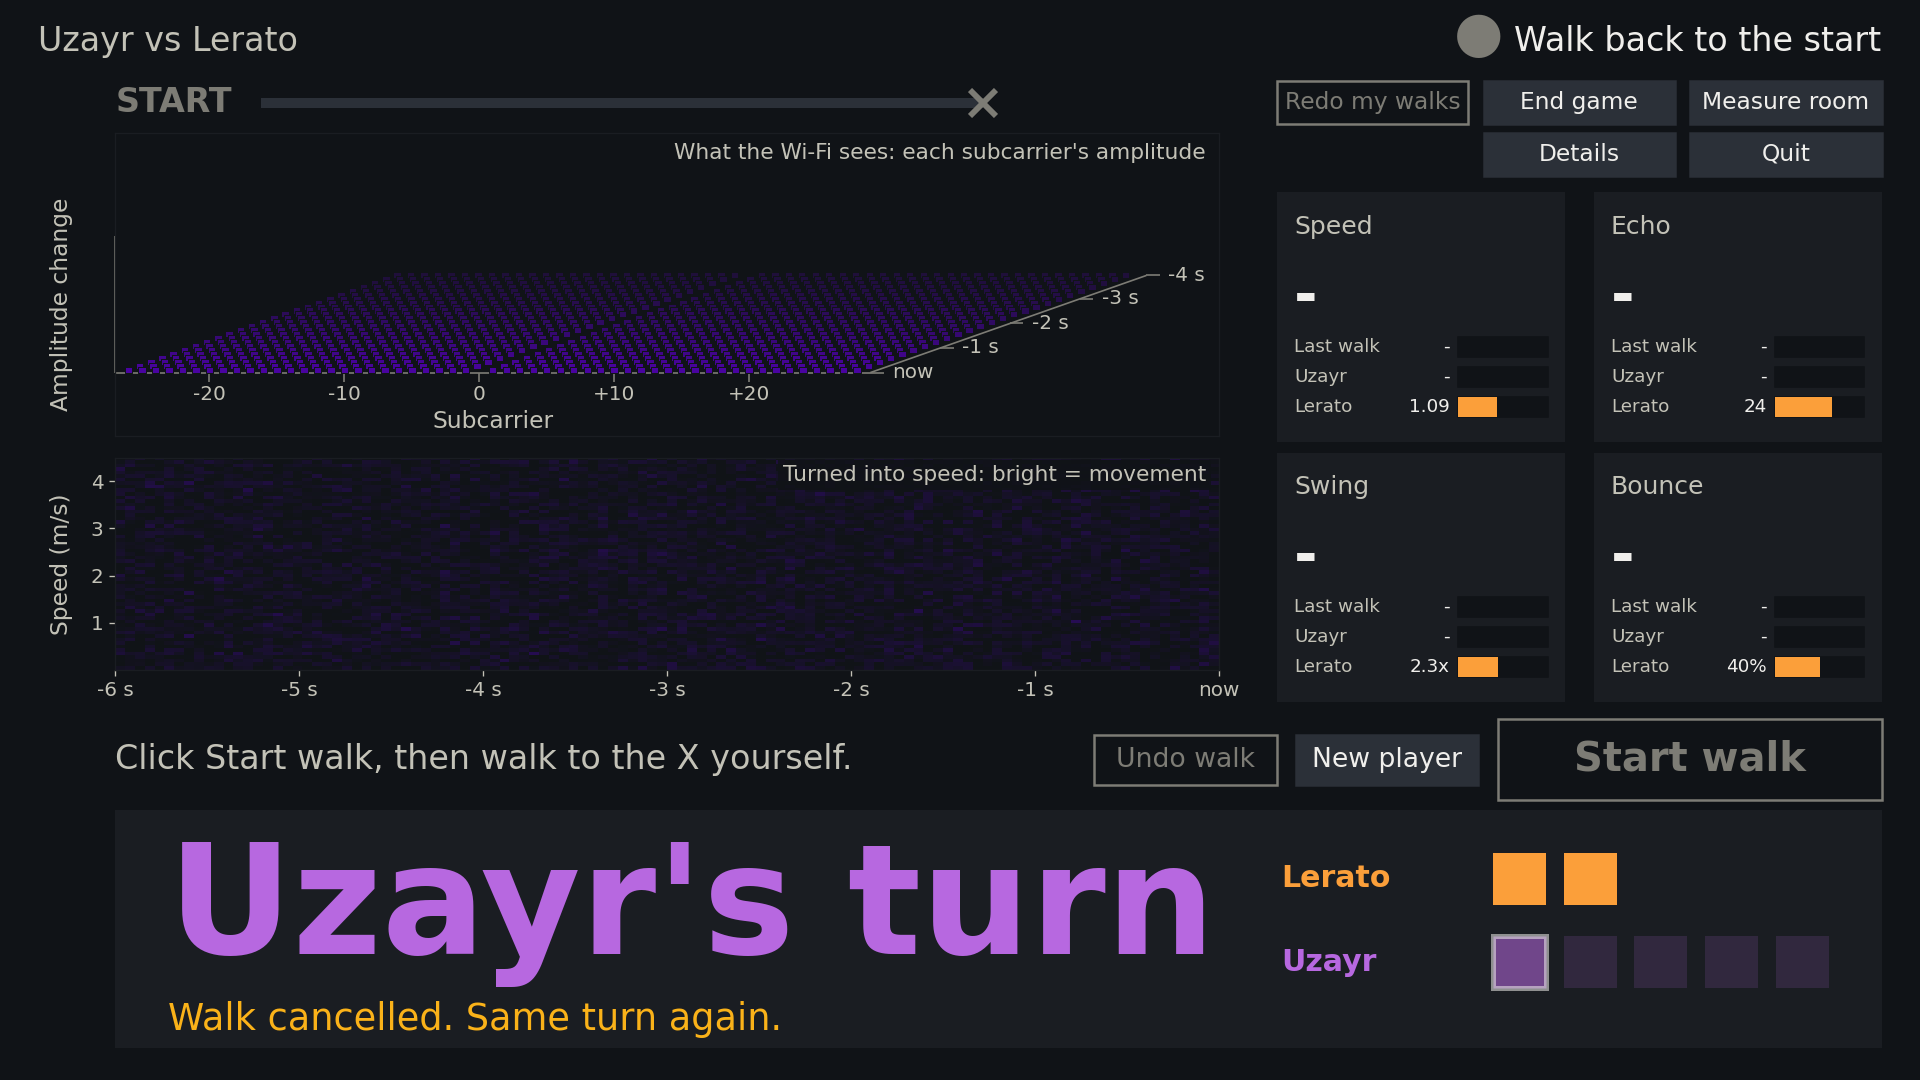 Uzayr vs Lerato
Walk back to the start
START
Redo my walks
End game
Measure room
Details
Quit
What the Wi-Fi sees: each subcarrier's amplitude
Amplitude change
-4 s
-3 s
-2 s
-1 s
now
-20
-10
0
+10
+20
Subcarrier
Turned into speed: bright = movement
Speed (m/s)
4
3
2
1
-6 s
-5 s
-4 s
-3 s
-2 s
-1 s
now
Speed
-
Last walk -
Uzayr -
Lerato 1.09
Echo
-
Last walk -
Uzayr -
Lerato 24
Swing
-
Last walk -
Uzayr -
Lerato 2.3x
Bounce
-
Last walk -
Uzayr -
Lerato 40%
Click Start walk, then walk to the X yourself.
Undo walk
New player
Start walk
Uzayr's turn
Walk cancelled. Same turn again.
Lerato
Uzayr